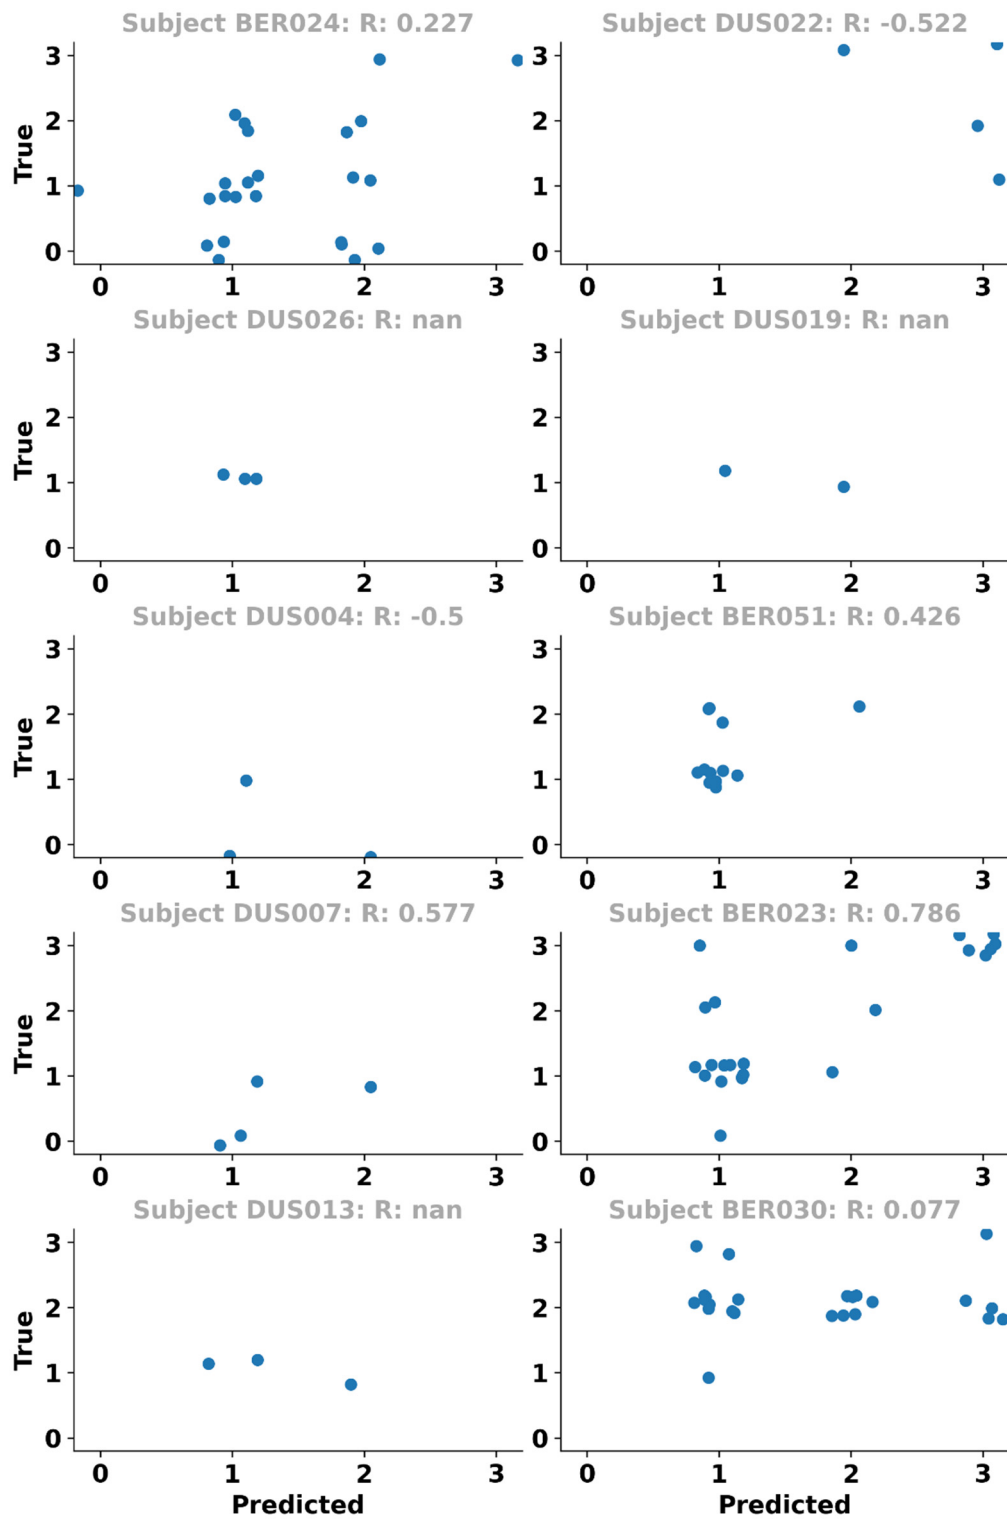 Subject BER024: R: 0.227
Subject DUS022: R: -0.522
3
2
1
0
True
0 1 2 3
3
2
1
0
0 1 2 3
Subject DUS026: R: nan
Subject DUS019: R: nan
3
2
1
0
True
0 1 2 3
3
2
1
0
0 1 2 3
Subject DUS004: R: -0.5
Subject BER051: R: 0.426
3
2
1
0
True
0 1 2 3
3
2
1
0
0 1 2 3
Subject DUS007: R: 0.577
Subject BER023: R: 0.786
3
2
1
0
True
0 1 2 3
3
2
1
0
0 1 2 3
Subject DUS013: R: nan
Subject BER030: R: 0.077
3
2
1
0
True
0 1 2 3
3
2
1
0
0 1 2 3
Predicted
Predicted